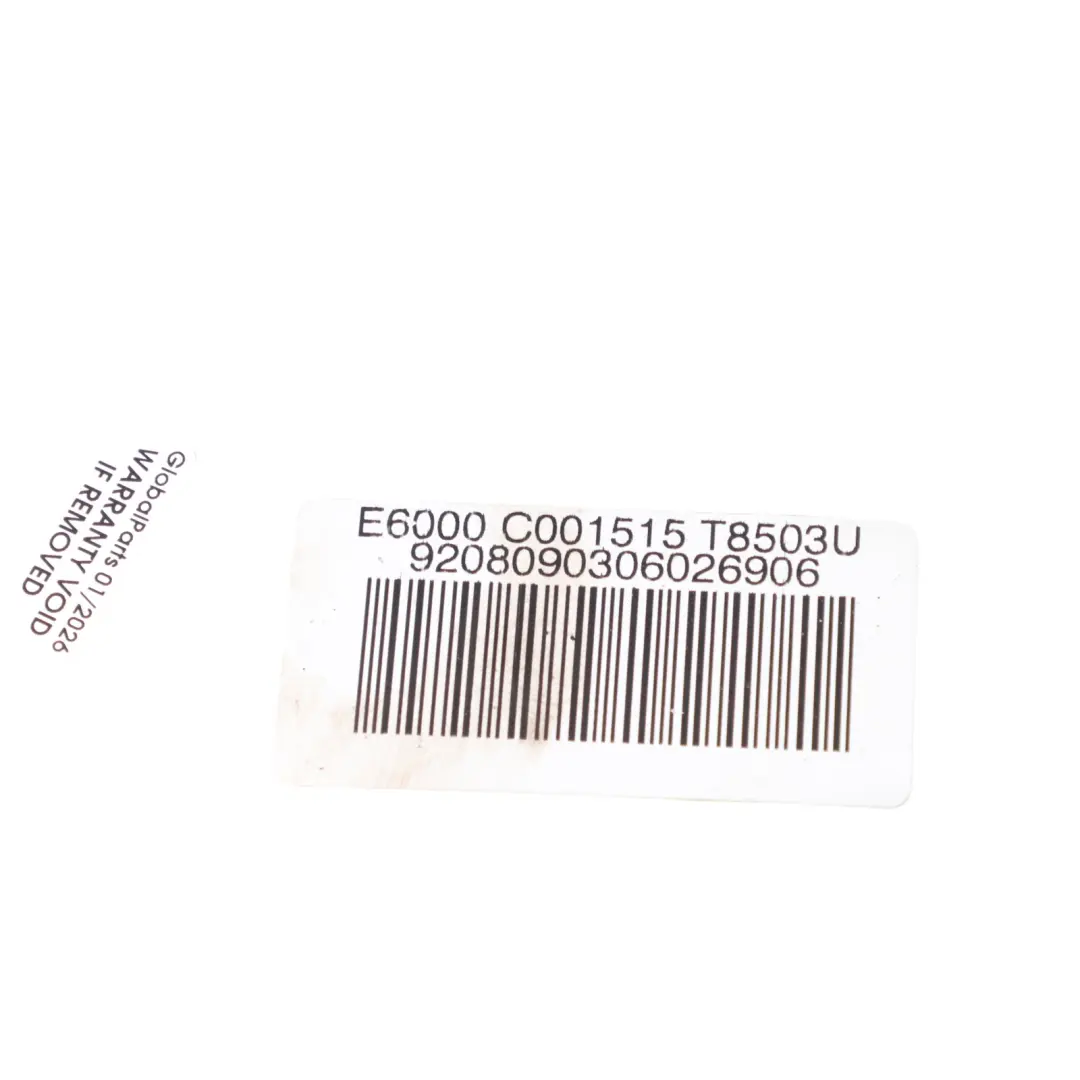 GlobalParts 01/2026
WARRANTY VOID
IF REMOVED
E6000 C001515 T8503U
9208090306026906